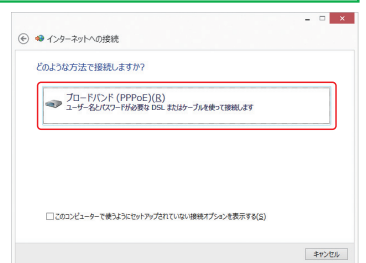 インターネットへの接続
どのような方法で接続しますか?
ブロードバンド (PPPoE)(R)
ユーザー名とパスワードが必要な DSL またはケーブルを使って接続します
このコンピューターで使うようにセットアップされていない接続オプションを表示する(S)
キャンセル